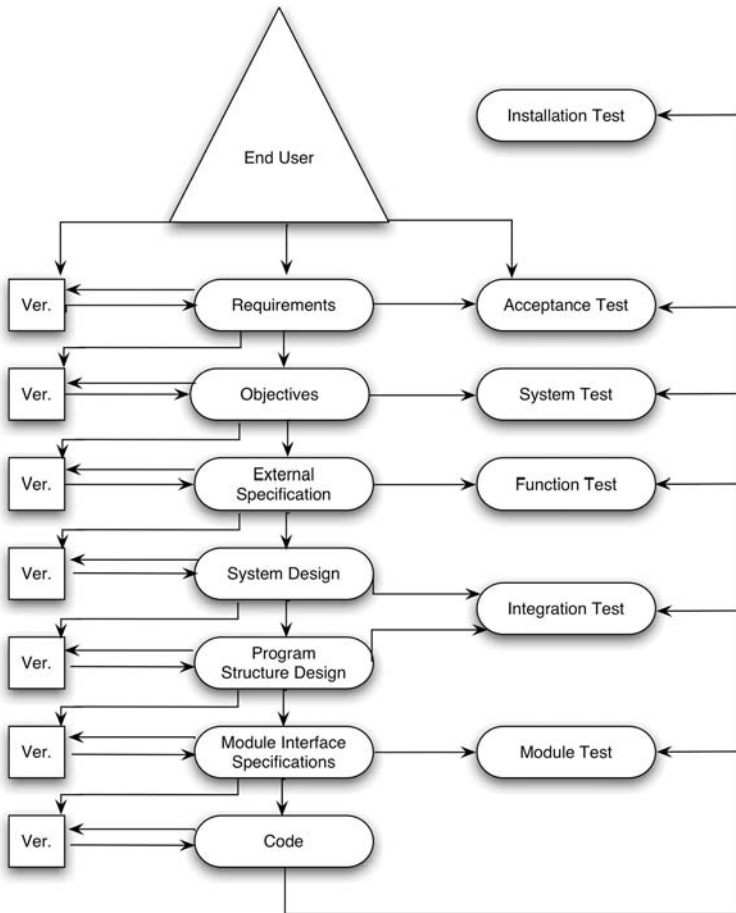 End User
Installation Test
Ver.
Requirements
Acceptance Test
Ver.
Objectives
System Test
Ver.
External
Specification
Function Test
Ver.
System Design
Integration Test
Ver.
Program
Structure Design
Ver.
Module Interface
Specifications
Module Test
Ver.
Code